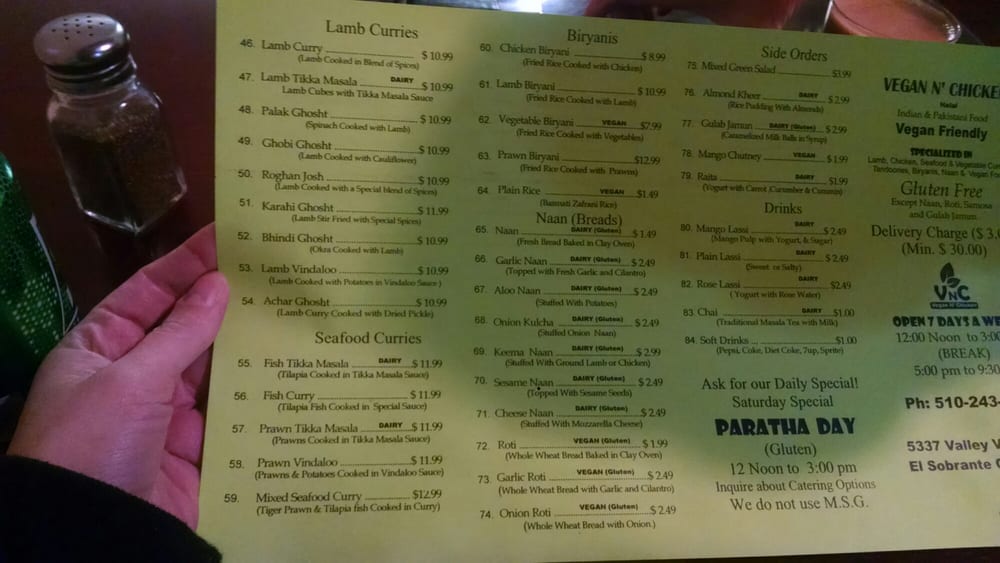 Lamb Curries
46. Lamb Curry $10.99
(Lamb Cooked in Blend of Spices)
47. Lamb Tikka Masala DAIRY $10.99
Lamb Cubes with Tikka Masala Sauce
48. Palak Ghosht $10.99
(Spinach Cooked with Lamb)
49. Ghobi Ghosht $10.99
(Lamb Cooked with Cauliflower)
50. Roghan Josh $10.99
(Lamb Cooked with a Special blend of Spices)
51. Karahi Ghosht $11.99
(Lamb Stir Fried with Special Spices)
52. Bhindi Ghosht $10.99
(Okra Cooked with Lamb)
53. Lamb Vindaloo $10.99
(Lamb Cooked with Potatoes in Vindaloo Sauce)
54. Achar Ghosht $10.99
(Lamb Curry Cooked with Dried Pickle)
Seafood Curries
55. Fish Tikka Masala DAIRY $11.99
(Tilapia Cooked in Tikka Masala Sauce)
56. Fish Curry $11.99
(Tilapia Fish Cooked in Special Sauce)
57. Prawn Tikka Masala DAIRY $11.99
(Prawns Cooked in Tikka Masala Sauce)
58. Prawn Vindaloo $11.99
(Prawns & Potatoes Cooked in Vindaloo Sauce)
59. Mixed Seafood Curry $12.99
(Tiger Prawn & Tilapia fish Cooked in Curry)
Biryanis
60. Chicken Biryani $8.99
(Fried Rice Cooked with Chicken)
61. Lamb Biryani $10.99
(Fried Rice Cooked with Lamb)
62. Vegetable Biryani VEGAN $7.99
(Fried Rice Cooked with Vegetables)
63. Prawn Biryani $12.99
(Fried Rice Cooked with Prawns)
64. Plain Rice VEGAN $1.49
(Basmati Zafrani Rice)
Naan (Breads)
65. Naan DAIRY (Gluten) $1.49
(Fresh Bread Baked in Clay Oven)
66. Garlic Naan DAIRY (Gluten) $2.49
(Topped with Fresh Garlic and Cilantro)
67. Aloo Naan DAIRY (Gluten) $2.49
(Stuffed With Potatoes)
68. Onion Kulcha DAIRY (Gluten) $2.49
(Stuffed Onion Naan)
69. Keema Naan DAIRY (Gluten) $2.99
(Stuffed With Ground Lamb or Chicken)
70. Sesame Naan DAIRY (Gluten) $2.49
(Topped With Sesame Seeds)
71. Cheese Naan DAIRY (Gluten) $2.49
(Stuffed With Mozzarella Cheese)
72. Roti VEGAN (Gluten) $1.99
(Whole Wheat Bread Baked in Clay Oven)
73. Garlic Roti VEGAN (Gluten) $2.49
(Whole Wheat Bread with Garlic and Cilantro)
74. Onion Roti VEGAN (Gluten) $2.49
(Whole Wheat Bread with Onion.)
Side Orders
75. Mixed Green Salad $3.99
76. Almond Kheer DAIRY $2.99
(Rice Pudding With Almonds)
77. Gulab Jamun DAIRY (Gluten) $2.99
(Caramelized Milk Balls in Syrup)
78. Mango Chutney VEGAN $1.99
79. Raita DAIRY $1.99
(Yogurt with Carrot ,Cucumber & Cummin)
Drinks
80. Mango Lassi DAIRY $2.49
(Mango Pulp with Yogurt, & Sugar)
81. Plain Lassi DAIRY $2.49
(Sweet or Salty)
82. Rose Lassi DAIRY $2.49
(Yogurt with Rose Water)
83. Chai DAIRY $1.00
(Traditional Masala Tea with Milk)
84. Soft Drinks $1.00
(Pepsi, Coke, Diet Coke, 7up, Sprite)
Ask for our Daily Special!
Saturday Special
PARATHA DAY
(Gluten)
12 Noon to 3:00 pm
Inquire about Catering Options
We do not use M.S.G.
VEGAN N' CHICKE
Halal
Indian & Pakistani Food
Vegan Friendly
SPECIALIZED IN
Lamb, Chicken, Seafood & Vegetable Cu
Tandoories, Biryanis, Naan & Vegan Foo
Gluten Free
Except Naan, Roti, Samosa
and Gulab Jamun.
Delivery Charge ($ 3.0
(Min. $ 30.00)
VNC
Vegan N' Chicken
OPEN 7 DAYS A WE
12:00 Noon to 3:00
(BREAK)
5:00 pm to 9:30
Ph: 510-243-
5337 Valley V
El Sobrante C